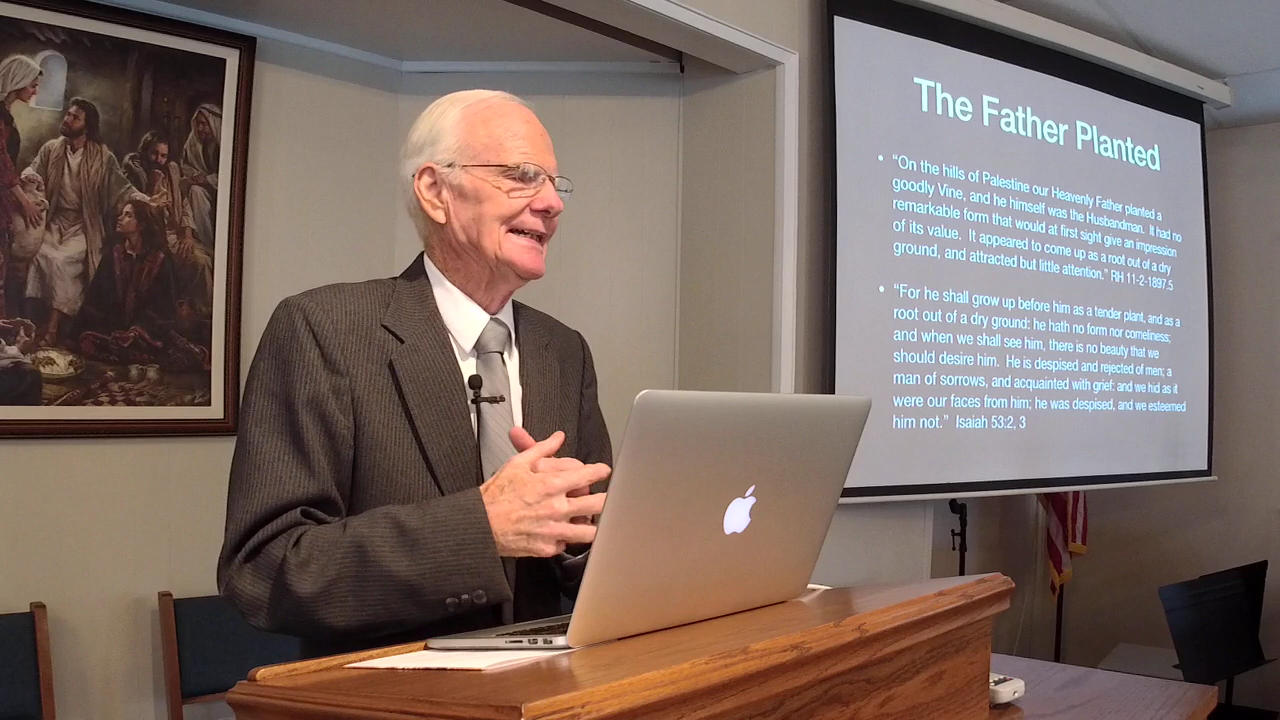 The Father Planted
• “On the hills of Palestine our Heavenly Father planted a
goodly Vine, and he himself was the Husbandman. It had no
remarkable form that would at first sight give an impression
of its value. It appeared to come up as a root out of a dry
ground, and attracted but little attention.” RH 11-2-1897.5
• “For he shall grow up before him as a tender plant, and as a
root out of a dry ground: he hath no form nor comeliness;
and when we shall see him, there is no beauty that we
should desire him. He is despised and rejected of men; a
man of sorrows, and acquainted with grief: and we hid as it
were our faces from him; he was despised, and we esteemed
him not.” Isaiah 53:2, 3